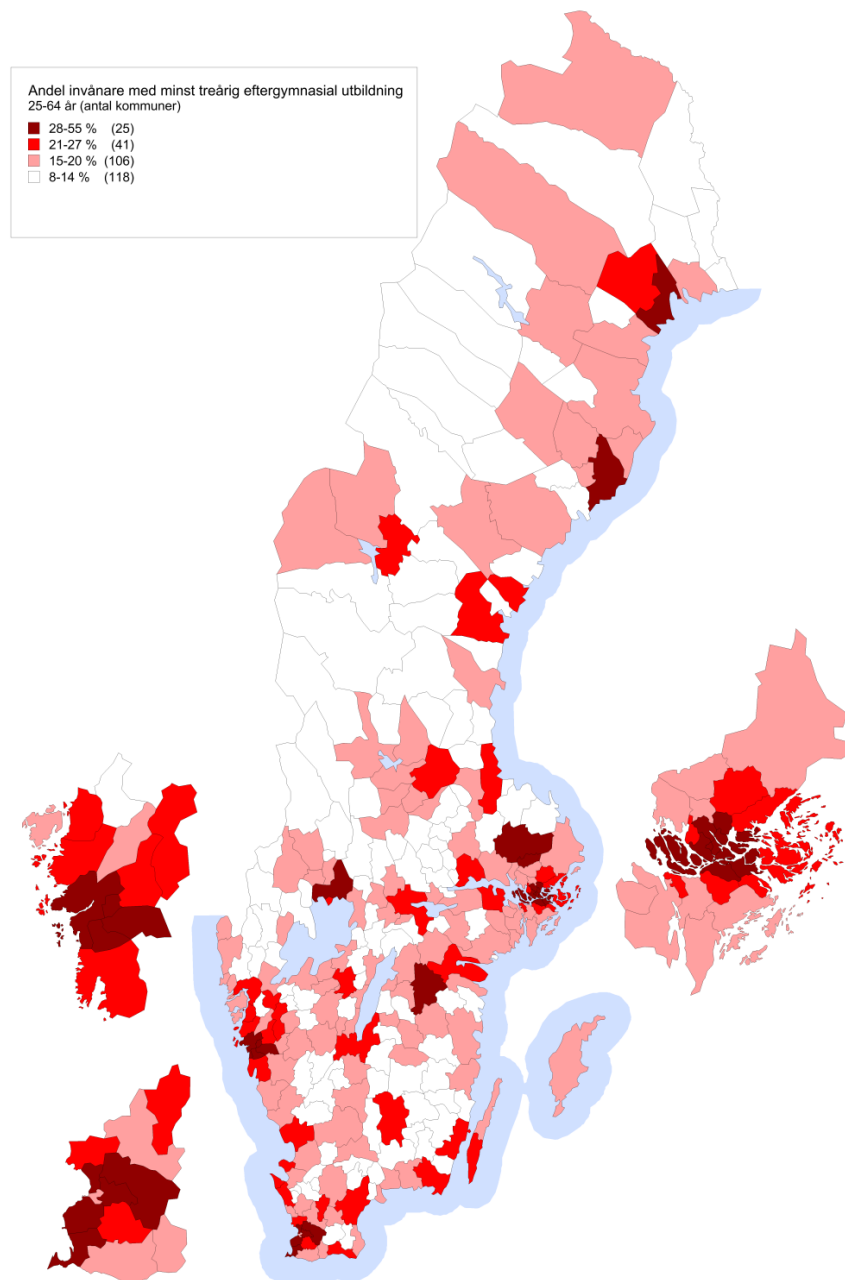 Andel invånare med minst treårig eftergymnasial utbildning
25-64 år (antal kommuner)
28-55 % (25)
21-27 % (41)
15-20 % (106)
8-14 % (118)